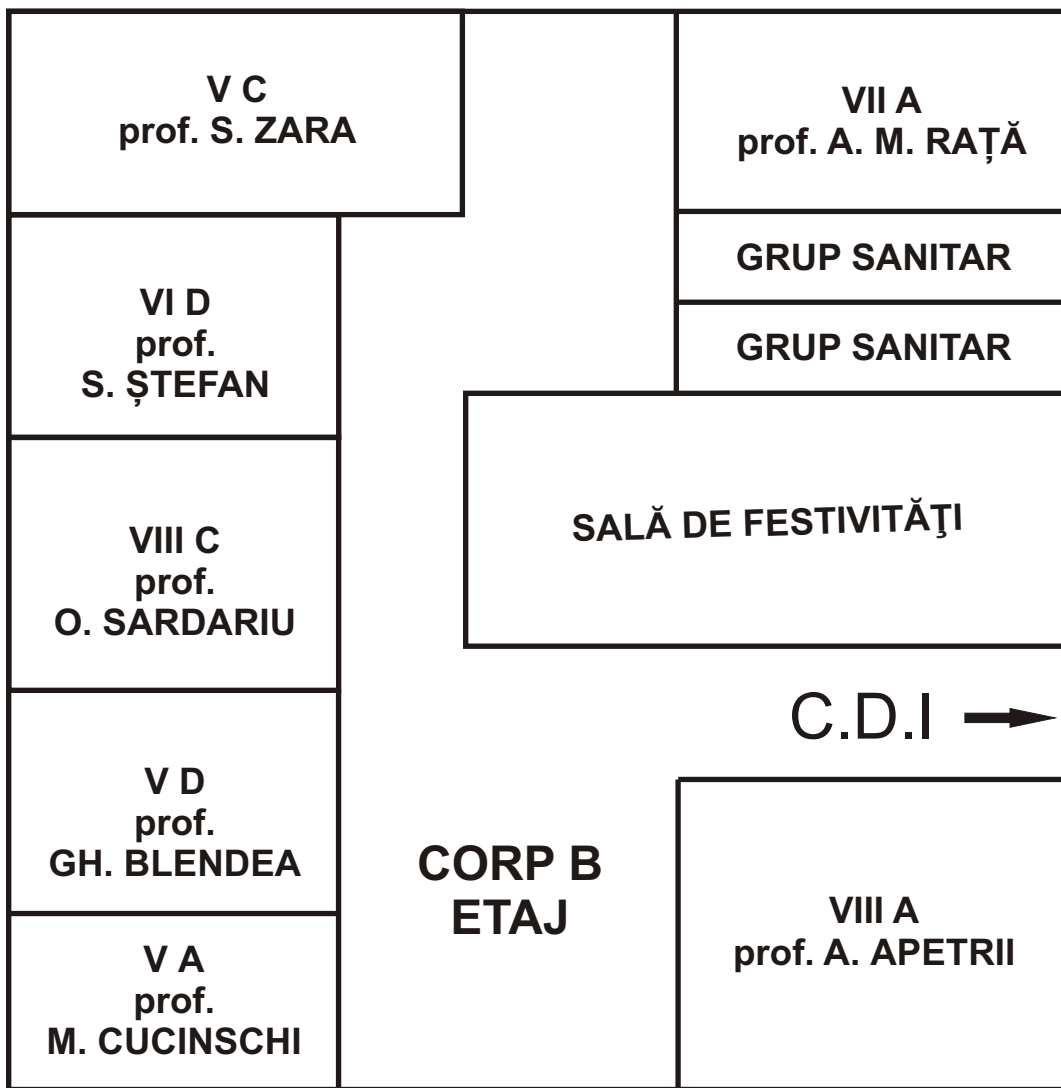 V C
prof. S. ZARA
VII A
prof. A. M. RAȚĂ
GRUP SANITAR
GRUP SANITAR
VI D
prof.
S. ȘTEFAN
SALĂ DE FESTIVITĂŢI
VIII C
prof.
O. SARDARIU
C.D.I
V D
prof.
GH. BLENDEA
CORP B
ETAJ
VIII A
prof. A. APETRII
V A
prof.
M. CUCINSCHI